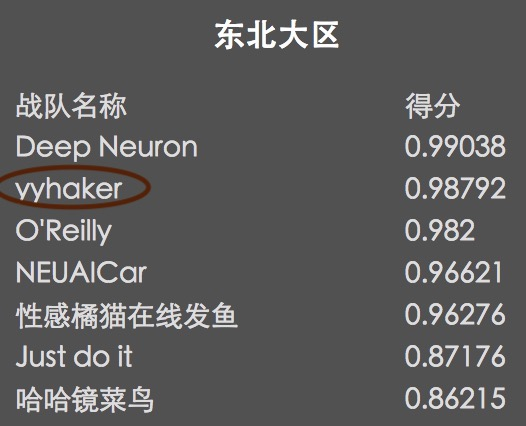 东北大区
战队名称 得分
Deep Neuron 0.99038
yyhaker 0.98792
O'Reilly 0.982
NEUAICar 0.96621
性感橘猫在线发鱼 0.96276
Just do it 0.87176
哈哈镜菜鸟 0.86215